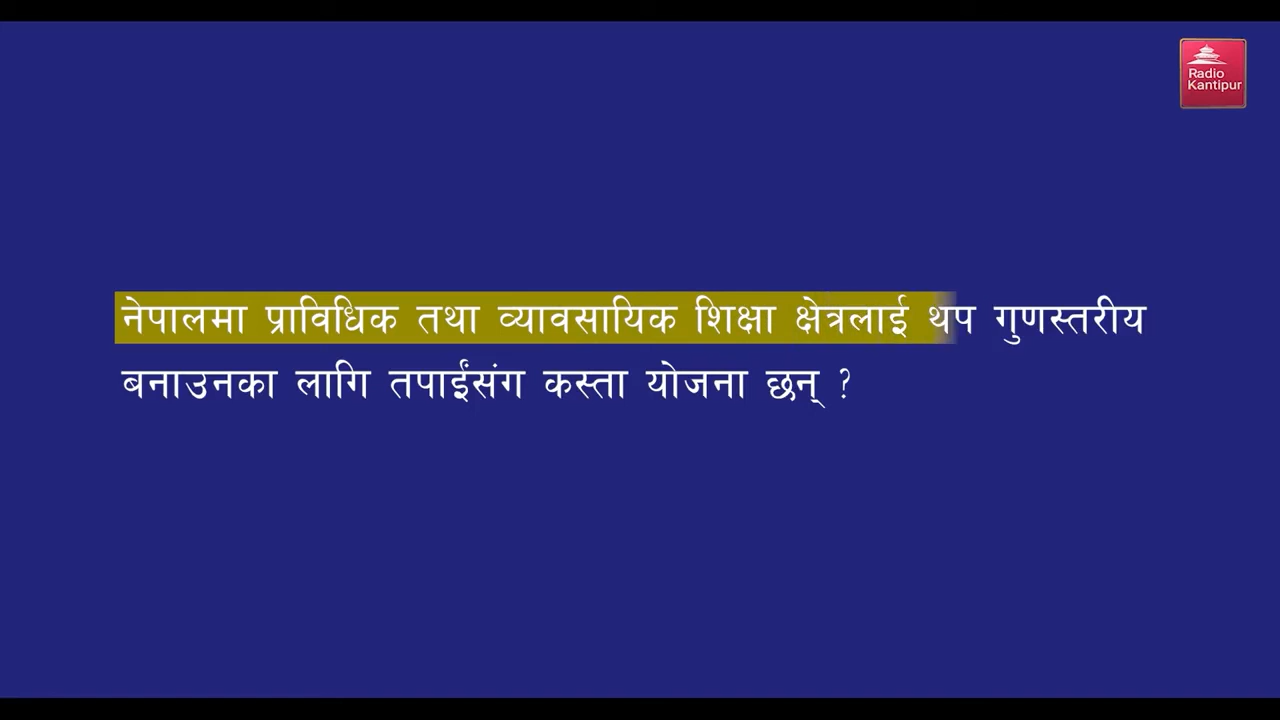 Radio
Kantipur
नेपालमा प्राविधिक तथा व्यावसायिक शिक्षा क्षेत्रलाई थप गुणस्तरीय
बनाउनका लागि तपाईंसंग कस्ता योजना छन् ?